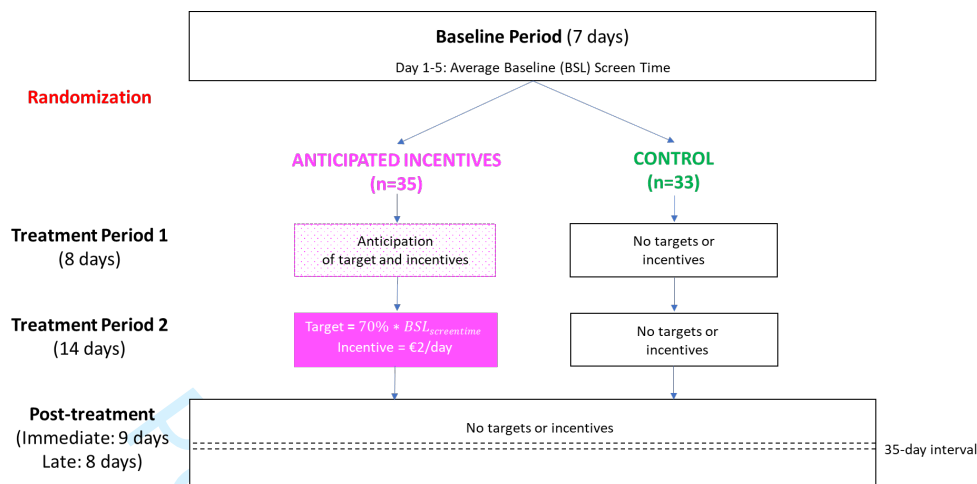 Baseline Period (7 days)
Day 1-5: Average Baseline (BSL) Screen Time
Randomization
ANTICIPATED INCENTIVES
(n=35)
CONTROL
(n=33)
Treatment Period 1
(8 days)
Anticipation
of target and incentives
No targets or
incentives
Treatment Period 2
(14 days)
Target = 70% * BSLscreentime
Incentive = €2/day
No targets or
incentives
Post-treatment
(Immediate: 9 days
Late: 8 days)
No targets or incentives
35-day interval